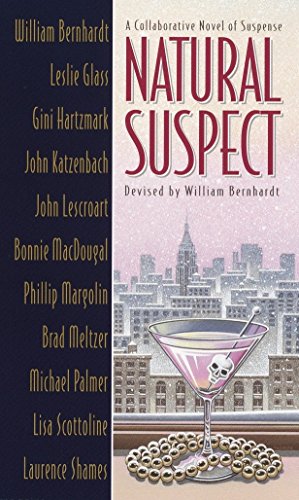 William Bernhardt
Leslie Glass
Gini Hartzmark
John Katzenbach
John Lescroart
Bonnie MacDougal
Phillip Margolin
Brad Meltzer
Michael Palmer
Lisa Scottoline
Laurence Shames
A Collaborative Novel of Suspense
NATURAL
SUSPECT
Devised by William Bernhardt